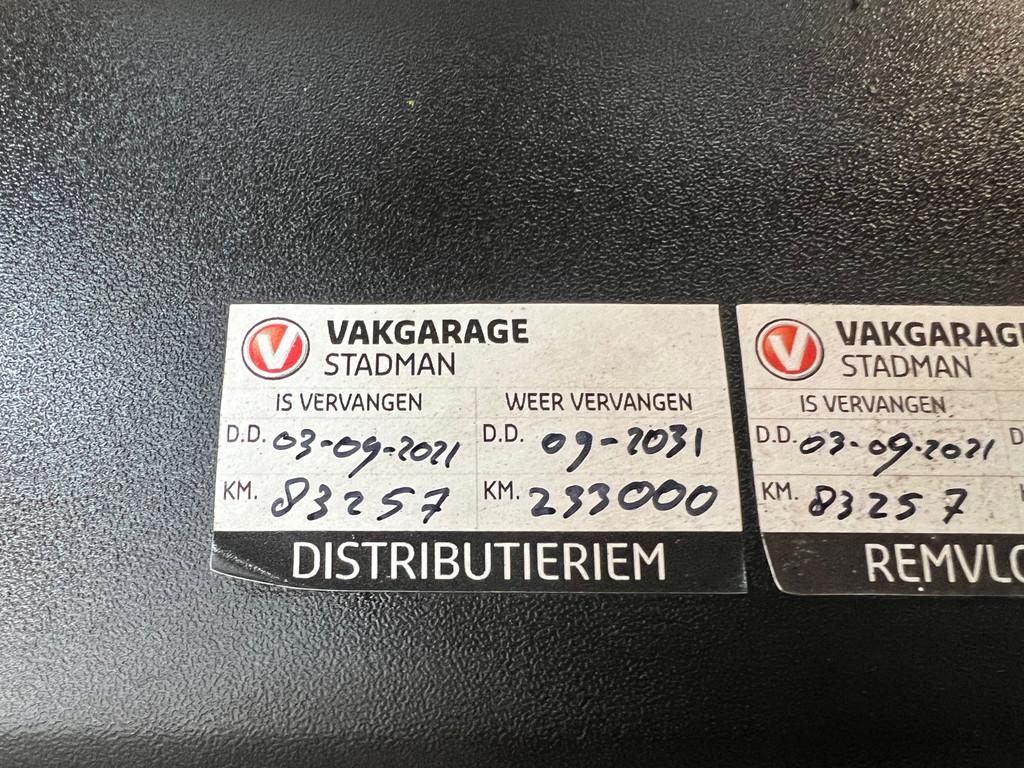 VAKGARAGE
STADMAN
IS VERVANGEN WEER VERVANGEN
D.D. 03-09-2021 D.D. 09-2031
KM. 83257 KM. 233000
DISTRIBUTIERIEM
VAKGARAGE
STADMAN
IS VERVANGEN
D.D. 03-09-2021
KM. 83257
REMVLO